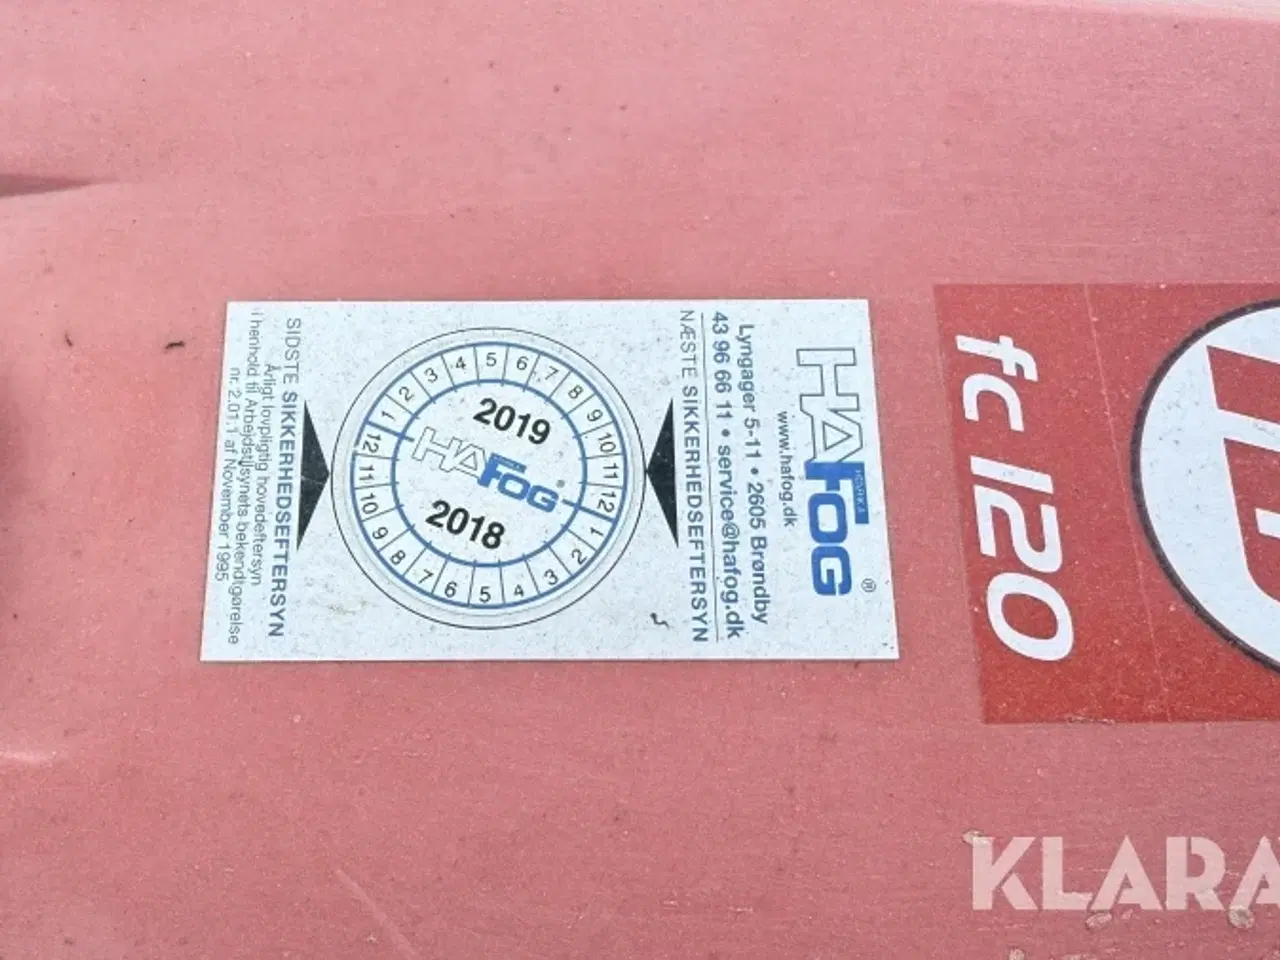 HAFOG
HYDRAULIKA
®
www.hafog.dk
Lyngager 5-11 • 2605 Brøndby
43 96 66 11 • service@hafog.dk
NÆSTE SIKKERHEDSEFTERSYN
1 2 3 4 5 6 7 8 9 10 11 12
2019
HAFOG
®
2018
1 2 3 4 5 6 7 8 9 10 11 12
SIDSTE SIKKERHEDSEFTERSYN
Årligt lovpligtig hovedeftersyn
i henhold til Arbejdstilsynets bekendtgørelse
nr. 2.01.1 af November 1995
fc 120
KLARA